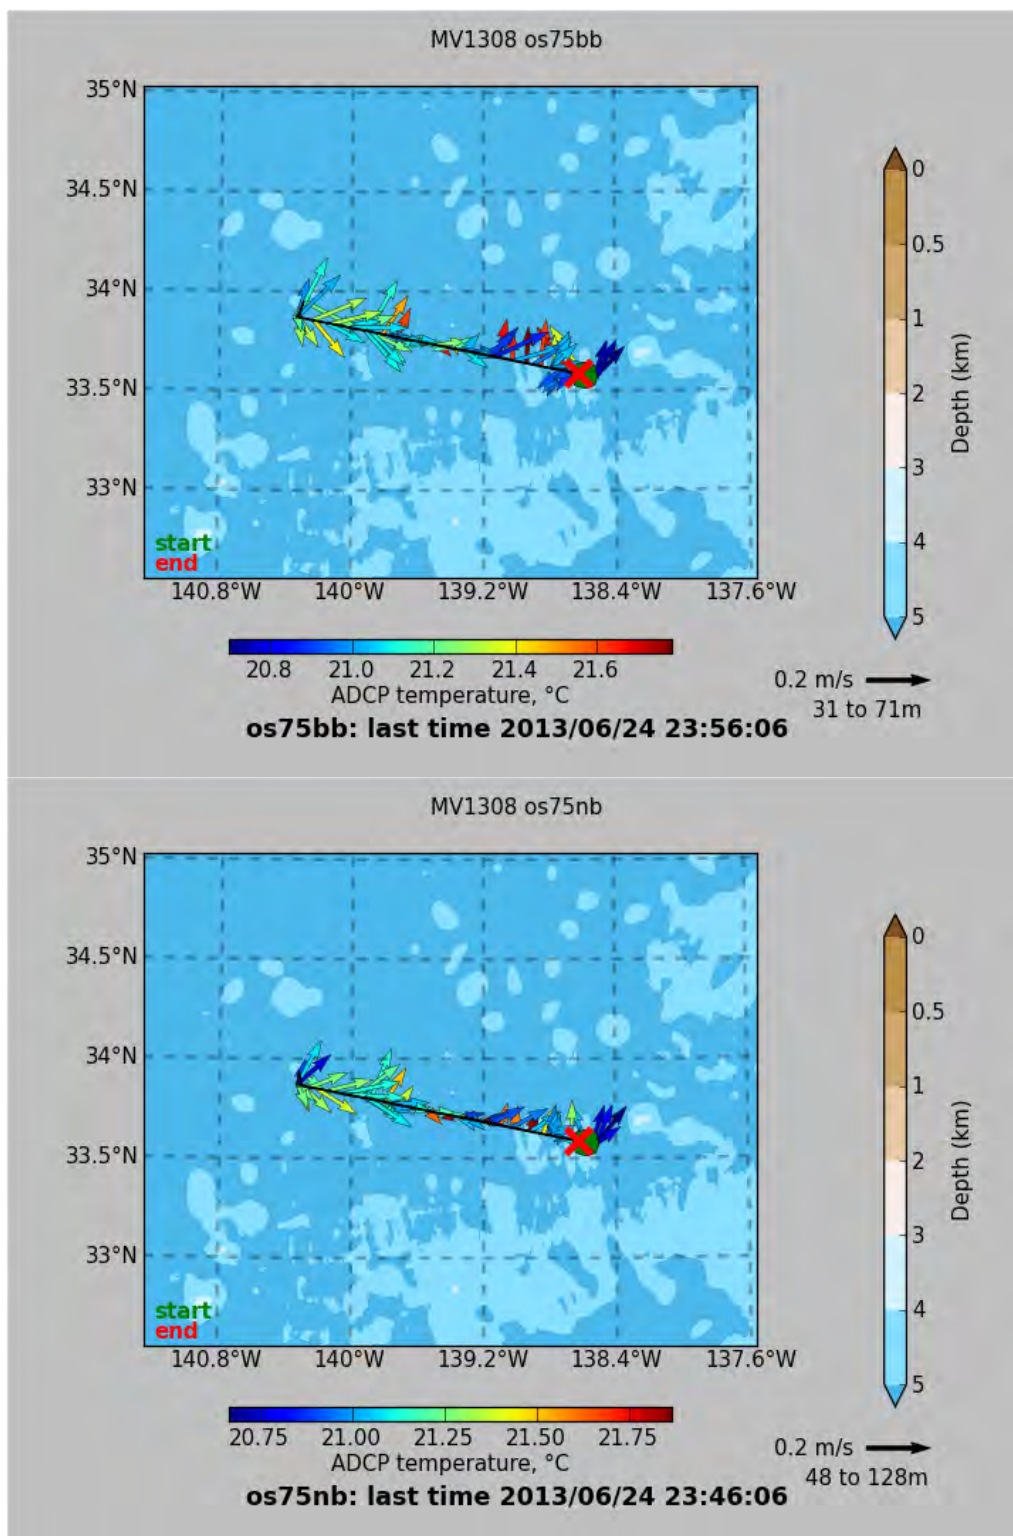 MV1308 os75bb
35°N
34.5°N
34°N
33.5°N
33°N
start
end
140.8°W 140°W 139.2°W 138.4°W 137.6°W
0
0.5
1
2
3
4
5
Depth (km)
20.8 21.0 21.2 21.4 21.6
ADCP temperature, °C
0.2 m/s
31 to 71m
os75bb: last time 2013/06/24 23:56:06
MV1308 os75nb
35°N
34.5°N
34°N
33.5°N
33°N
start
end
140.8°W 140°W 139.2°W 138.4°W 137.6°W
0
0.5
1
2
3
4
5
Depth (km)
20.75 21.00 21.25 21.50 21.75
ADCP temperature, °C
0.2 m/s
48 to 128m
os75nb: last time 2013/06/24 23:46:06